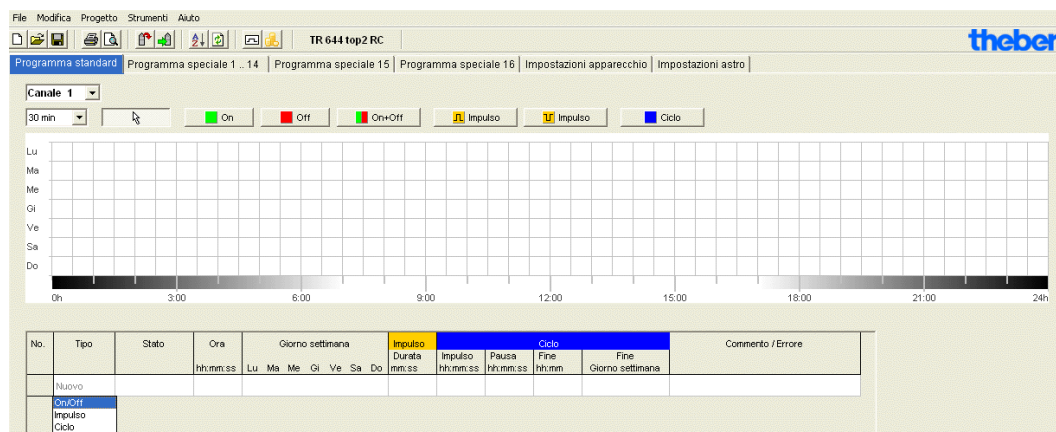 File Modifica Progetto Strumenti Aiuto
TR 644 top2 RC
theben
Programma standard Programma speciale 1 .. 14 Programma speciale 15 Programma speciale 16 Impostazioni apparecchio Impostazioni astro
Canale 1
30 min On Off On+Off Impulso Impulso Ciclo
Lu
Ma
Me
Gi
Ve
Sa
Do
0h 3:00 6:00 9:00 12:00 15:00 18:00 21:00 24h
No. Tipo Stato Ora Giorno settimana Impulso Ciclo Commento / Errore
Durata Impulso Pausa Fine Fine
hh:mm:ss Lu Ma Me Gi Ve Sa Do mm:ss hh:mm:ss hh:mm:ss hh:mm Giorno settimana
Nuovo
On/Off
Impulso
Ciclo